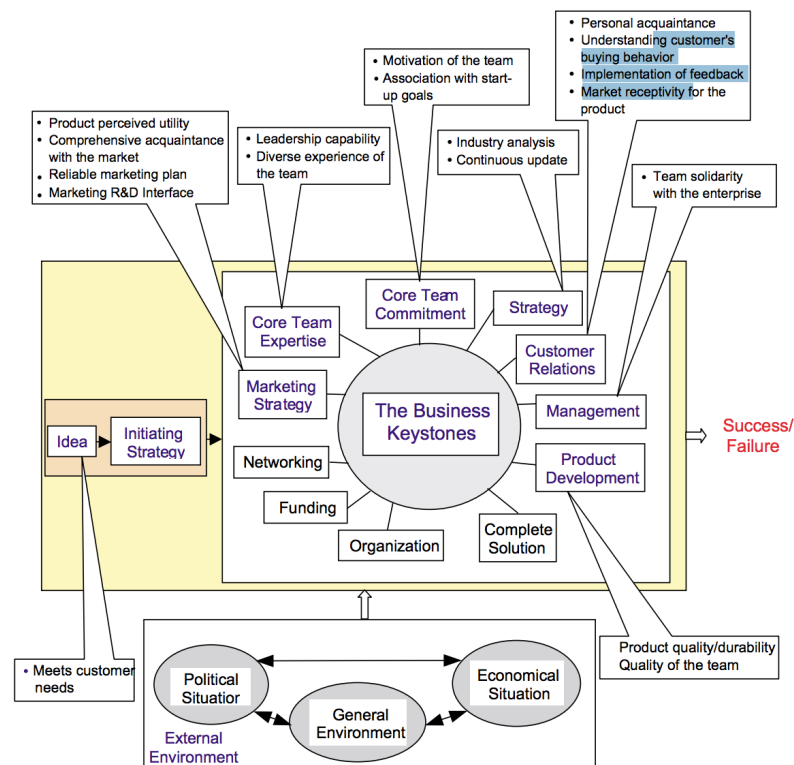 • Personal acquaintance
• Understanding customer's
buying behavior
• Implementation of feedback
• Market receptivity for the
product
• Motivation of the team
• Association with start-
up goals
• Product perceived utility
• Comprehensive acquaintance
with the market
• Reliable marketing plan
• Marketing R&D Interface
• Leadership capability
• Diverse experience of
the team
• Industry analysis
• Continuous update
• Team solidarity
with the enterprise
Core Team
Commitment
Strategy
Core Team
Expertise
Customer
Relations
Marketing
Strategy
The Business
Keystones
Management
Idea
Initiating
Strategy
Success/
Failure
Networking
Product
Development
Funding
Organization
Complete
Solution
• Meets customer
needs
Product quality/durability
Quality of the team
Political
Situatior
Economical
Situation
General
Environment
External
Environment